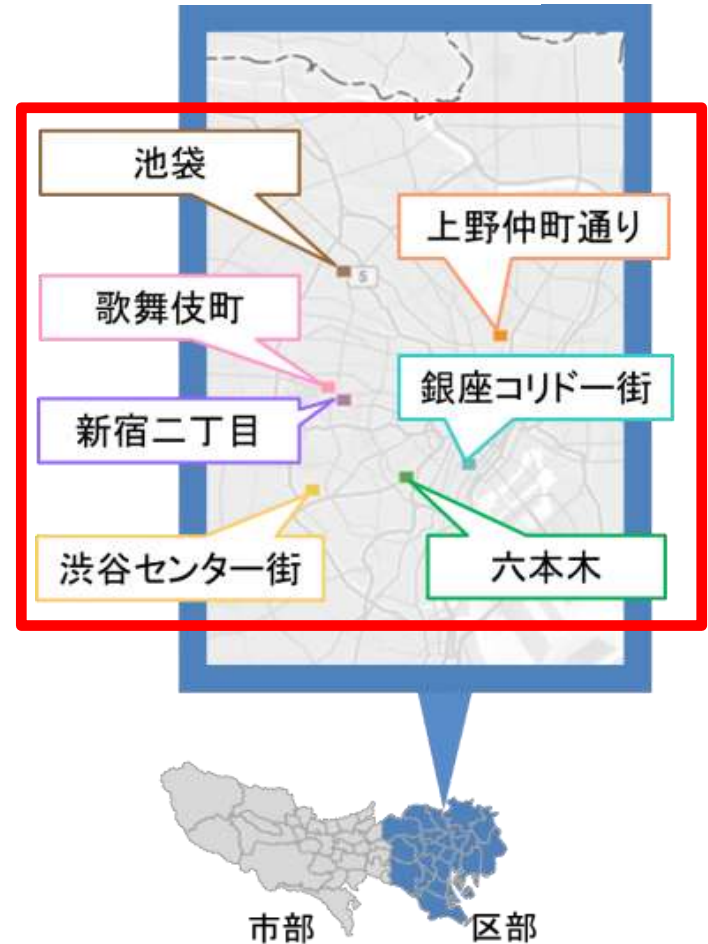 池袋
上野仲町通り
5
歌舞伎町
銀座コリドー街
新宿二丁目
渋谷センター街
六本木
市部
区部